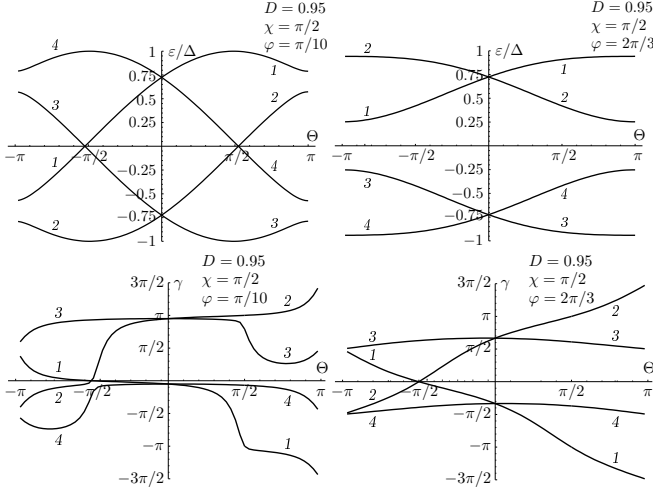 D = 0.95
χ = π/2
φ = π/10
ε/Δ
1
0.75
0.5
0.25
−0.25
−0.5
−0.75
−1
−π
−π/2
π/2
π
Θ
4
3
1
2
1
2
4
3
D = 0.95
χ = π/2
φ = 2π/3
ε/Δ
1
0.75
0.5
0.25
−0.25
−0.5
−0.75
−1
−π
−π/2
π/2
π
Θ
2
1
3
4
1
2
4
3
D = 0.95
χ = π/2
φ = π/10
3π/2
γ
π
π/2
−π/2
−π
−3π/2
−π
−π/2
π/2
π
Θ
3
1
2
4
2
3
4
1
D = 0.95
χ = π/2
φ = 2π/3
3π/2
γ
π
π/2
−π/2
−π
−3π/2
−π
−π/2
π/2
π
Θ
3
1
2
4
2
3
4
1